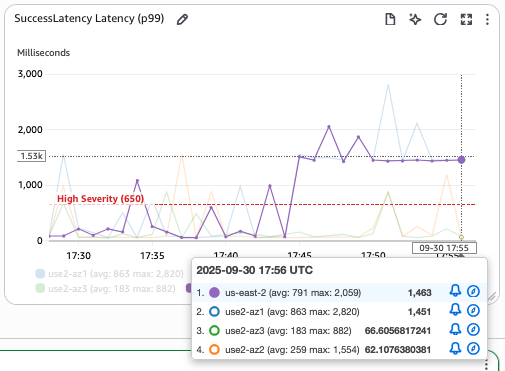 SuccessLatency Latency (p99)
Milliseconds
3,000
2,000
1.53k
1,000
High Severity (650)
0
17:30
17:35
17:40
17:45
17:50
17:55
09-30 17:55
use2-az1 (avg: 863 max: 2,820)
use2-az3 (avg: 183 max: 882)
2025-09-30 17:56 UTC
1. us-east-2 (avg: 791 max: 2,059) 1,463
2. use2-az1 (avg: 863 max: 2,820) 1,451
3. use2-az3 (avg: 183 max: 882) 66.6056817241
4. use2-az2 (avg: 259 max: 1,554) 62.1076380381